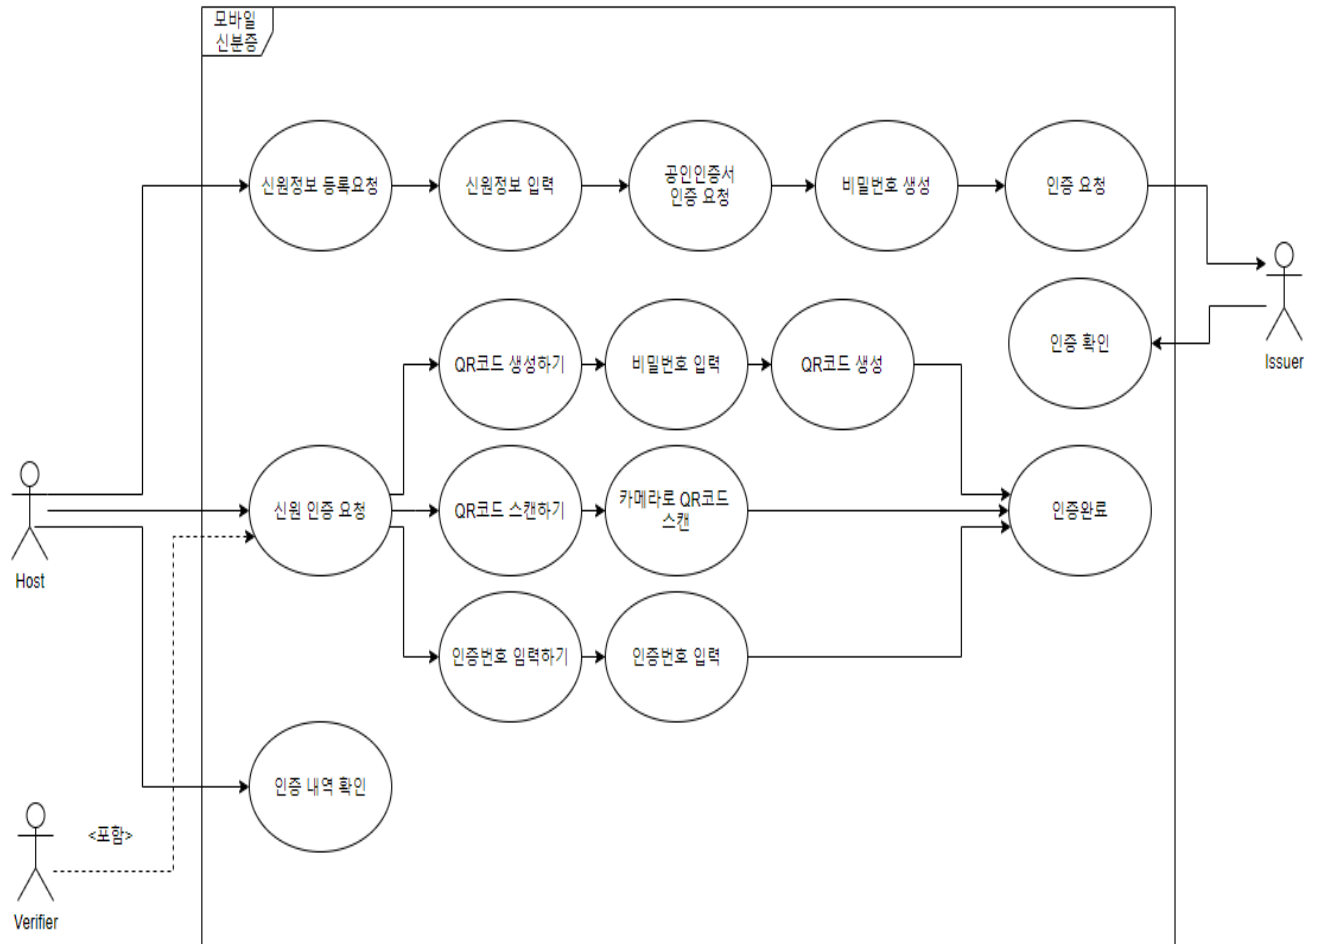 모바일
신분증
신원정보 등록요청
신원정보 입력
공인인증서
인증 요청
비밀번호 생성
인증 요청
Issuer
인증 확인
QR코드 생성하기
비밀번호 입력
QR코드 생성
Host
신원 인증 요청
QR코드 스캔하기
카메라로 QR코드
스캔
인증완료
인증번호 임력하기
인증번호 입력
인증 내역 확인
<포함>
Verifier